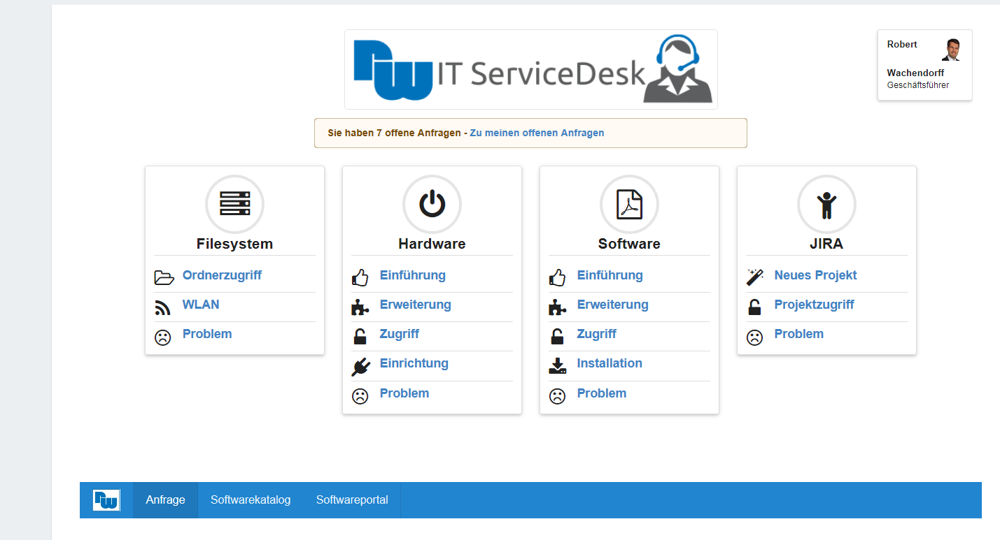 rw IT ServiceDesk
Robert
Wachendorff
Geschäftsführer
Sie haben 7 offene Anfragen - Zu meinen offenen Anfragen
Filesystem
Ordnerzugriff
WLAN
Problem
Hardware
Einführung
Erweiterung
Zugriff
Einrichtung
Problem
Software
Einführung
Erweiterung
Zugriff
Installation
Problem
JIRA
Neues Projekt
Projektzugriff
Problem
rw Anfrage Softwarekatalog Softwareportal